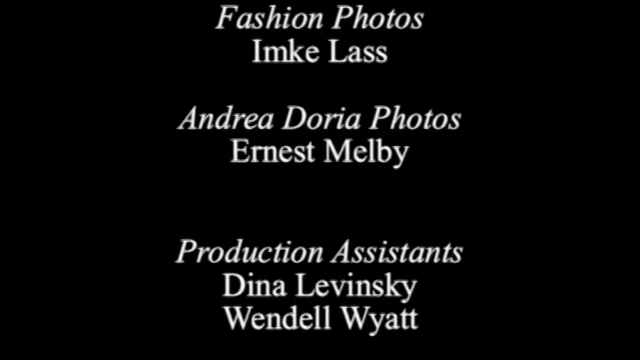 Fashion Photos
Imke Lass
Andrea Doria Photos
Ernest Melby
Production Assistants
Dina Levinsky
Wendell Wyatt